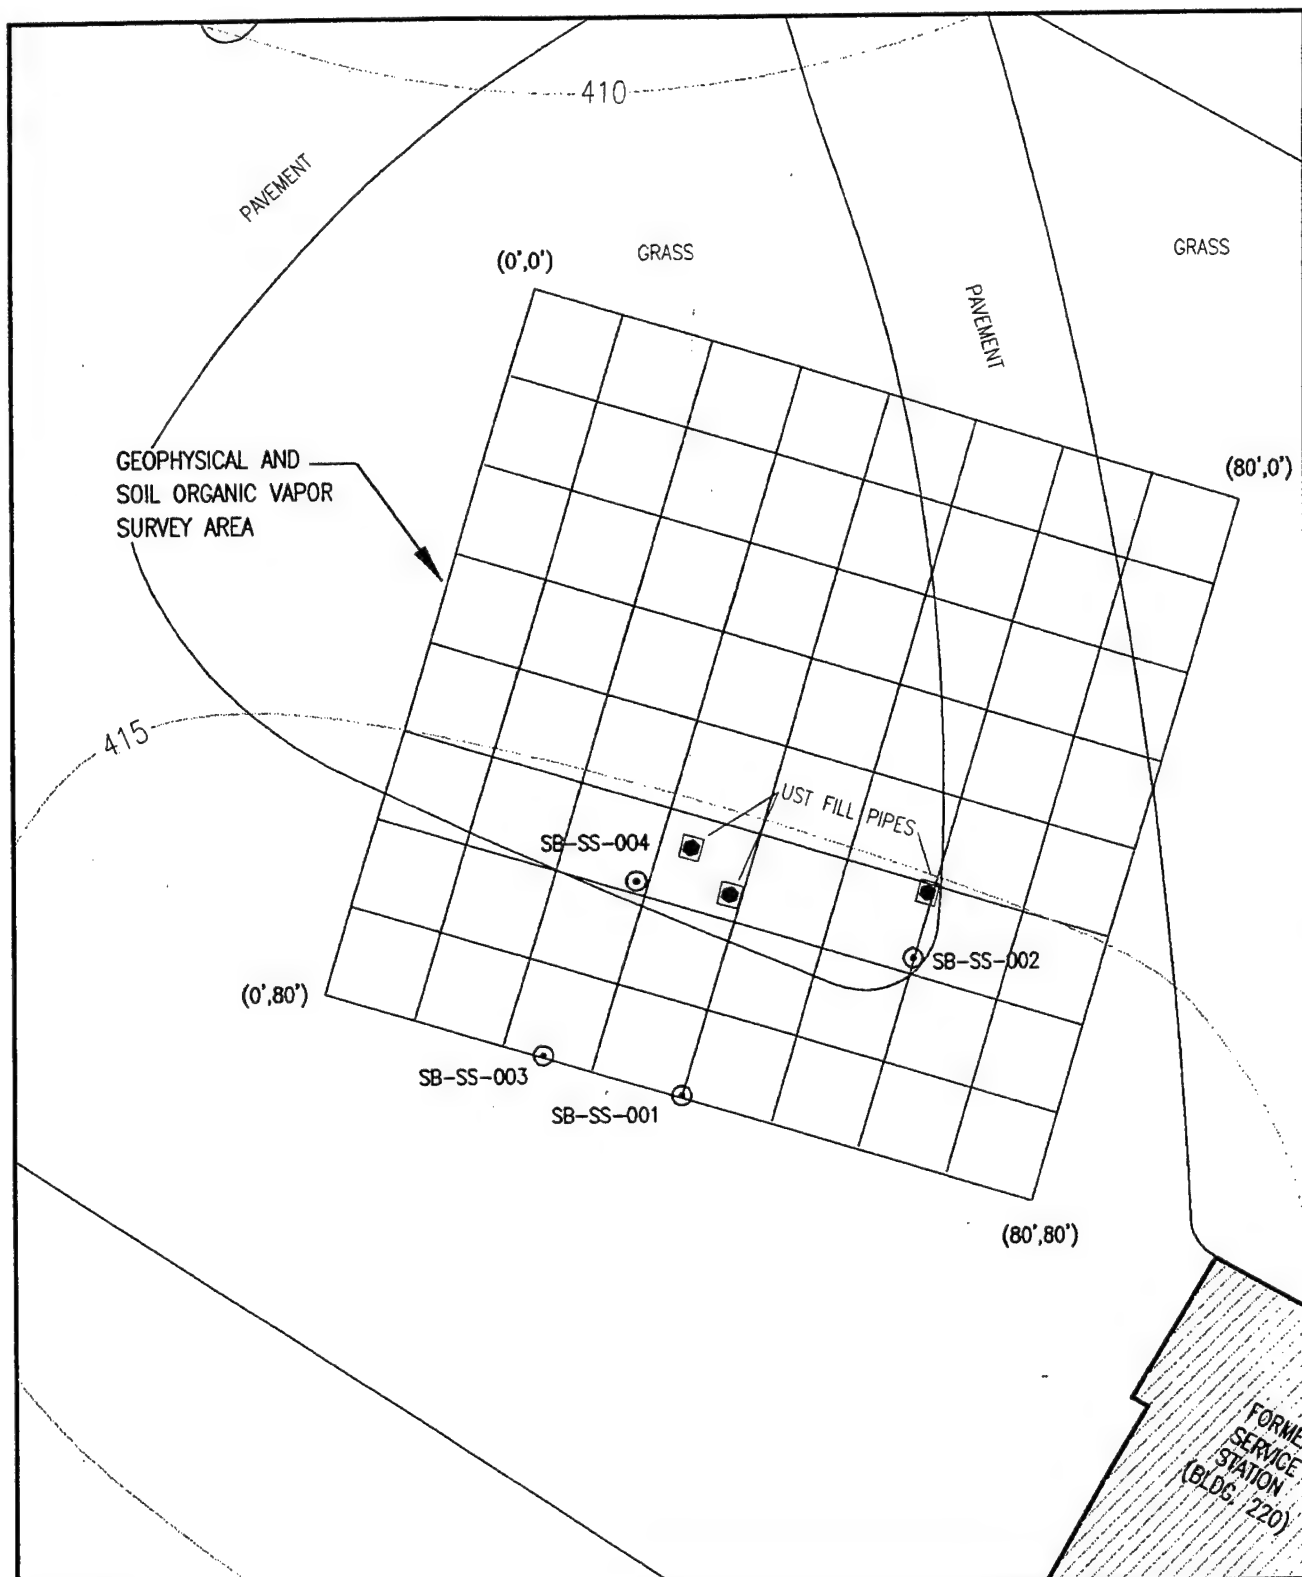 410
PAVEMENT
GRASS
GRASS
(0',0')
PAVEMENT
(80',0')
GEOPHYSICAL AND
SOIL ORGANIC VAPOR
SURVEY AREA
415
UST FILL PIPES
SB-SS-004
SB-SS-002
(0',80')
SB-SS-003
SB-SS-001
(80',80')
FORME
SERVICE
STATION
(BLDG. 220)